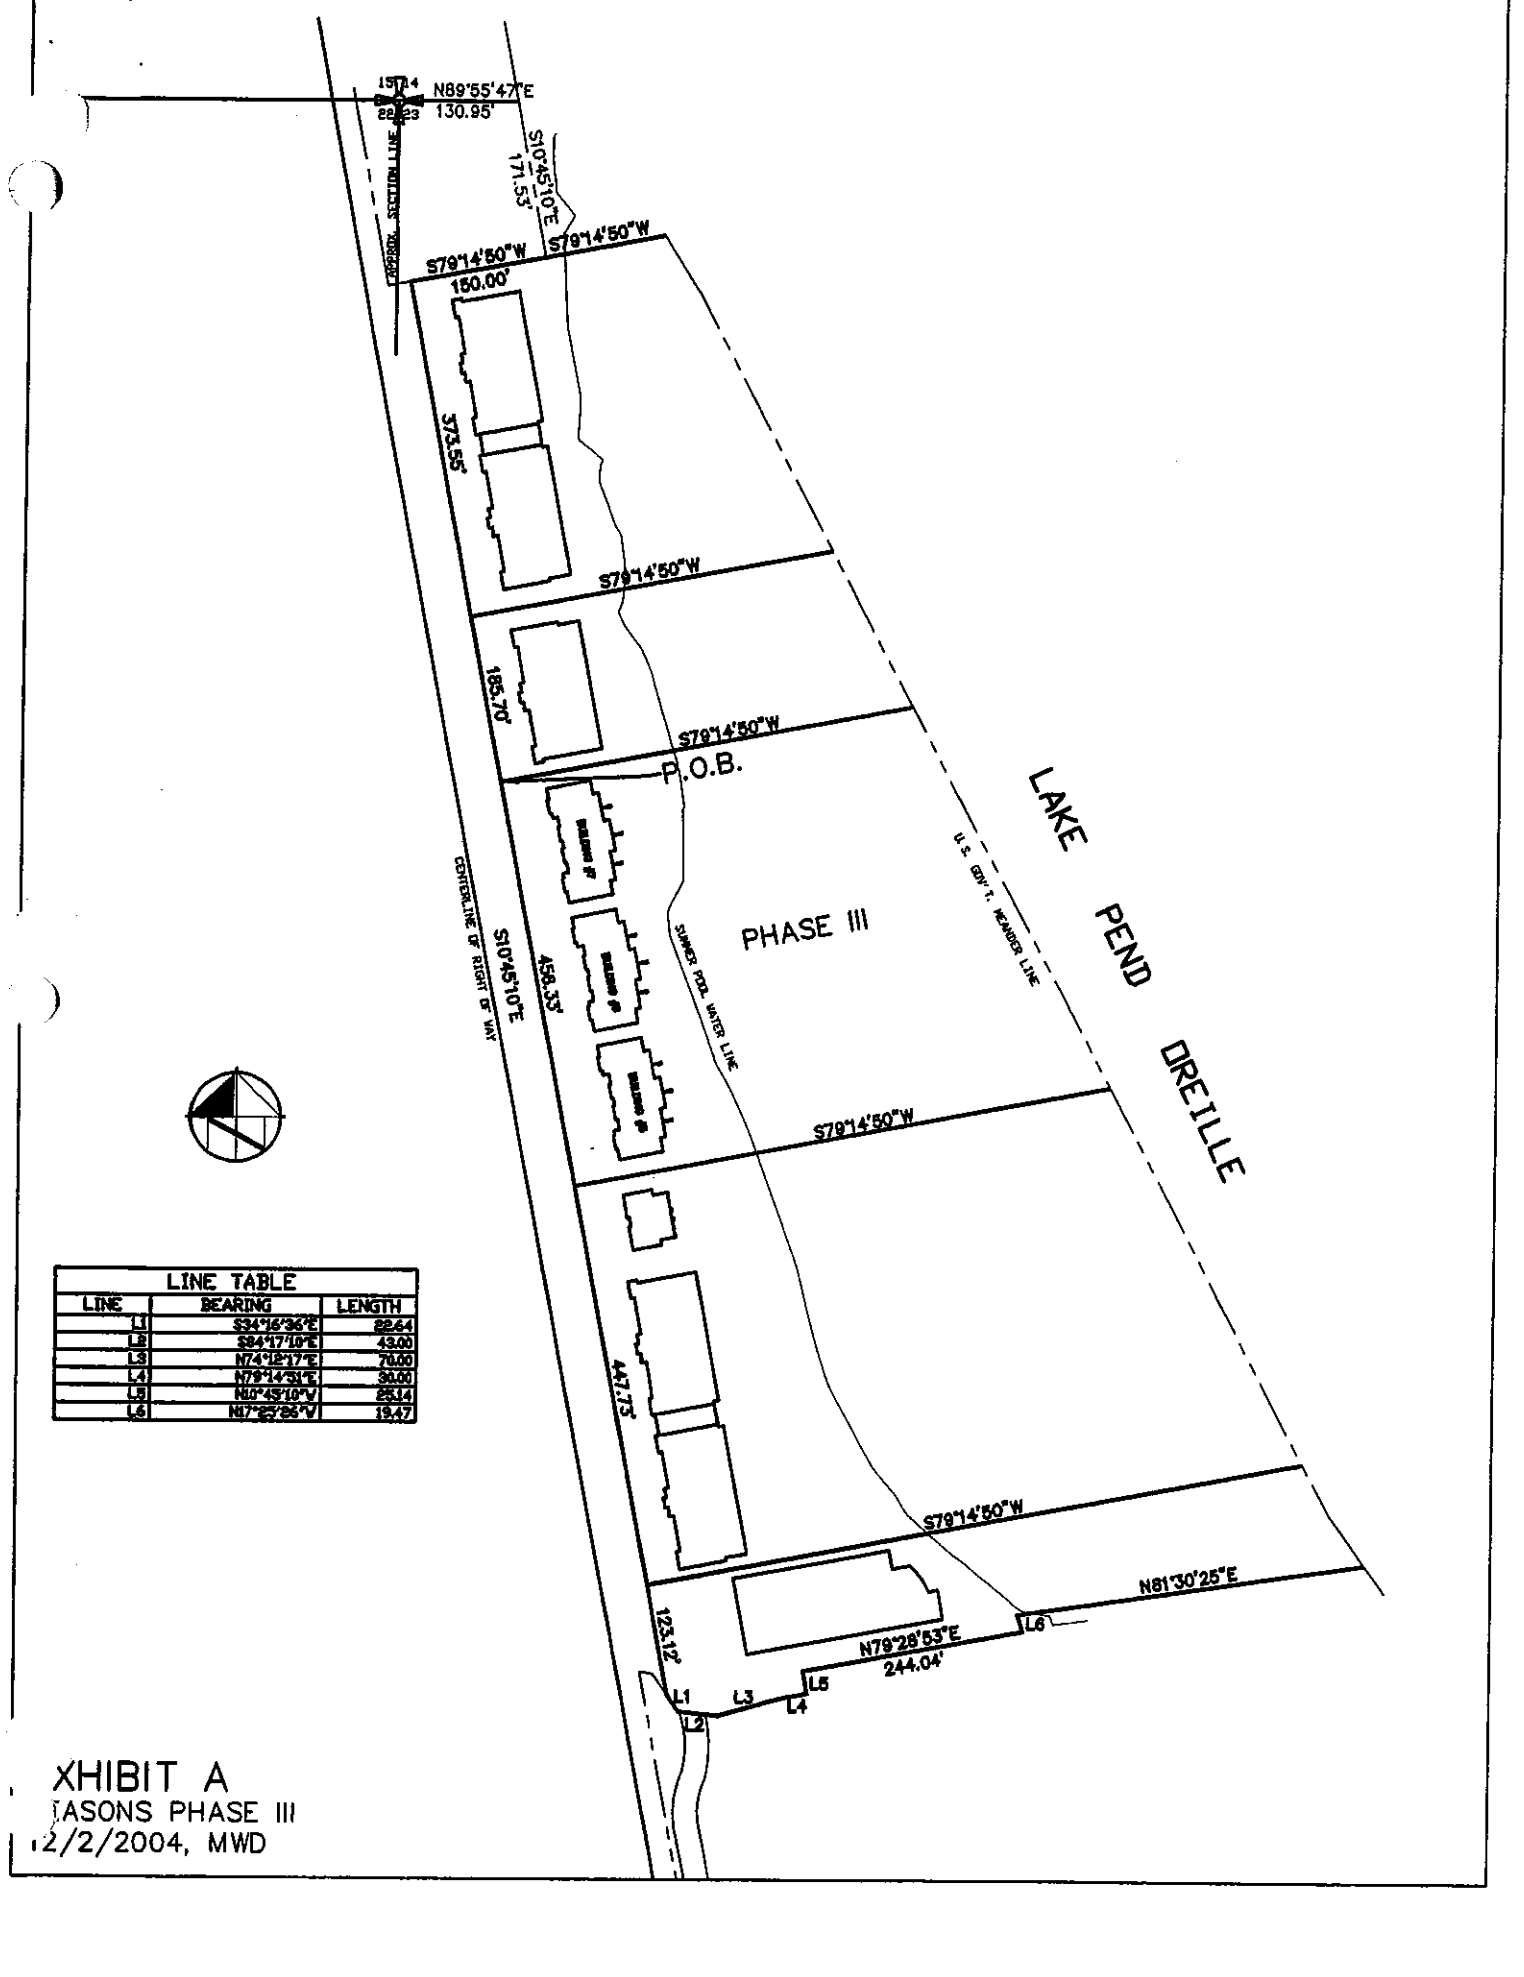 15 14
N89°55'47"E
22 23
130.95'
APPROX. SECTION LINE
S10°45'10"E
171.53'
S79°14'50"W
S79°14'50"W
150.00'
373.55'
S79°14'50"W
185.70'
S79°14'50"W
P.O.B.
BUILDING
CENTERLINE OF RIGHT OF WAY
S10°45'10"E
456.33'
BUILDING
BUILDING
SUMMER POOL WATER LINE
PHASE III
U.S. GOV'T. MEANDER LINE
LAKE PEND OREILLE
S79°14'50"W
447.73'
S79°14'50"W
123.12'
N81°30'25"E
L6
N79°28'53"E
244.04'
L5
L4
L3
L1
L2
LINE TABLE
LINE BEARING LENGTH
L1 S34°16'36"E 22.64
L2 S84°17'10"E 43.00
L3 N74°12'17"E 70.00
L4 N79°14'51"E 30.00
L5 N10°45'10"W 25.14
L6 N17°25'26"W 19.47
XHIBIT A
ASONS PHASE III
2/2/2004, MWD